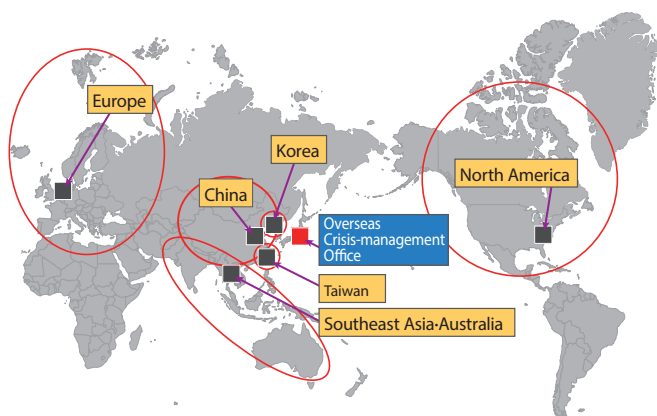 Europe
Korea
China
North America
Overseas
Crisis-management
Office
Taiwan
Southeast Asia·Australia